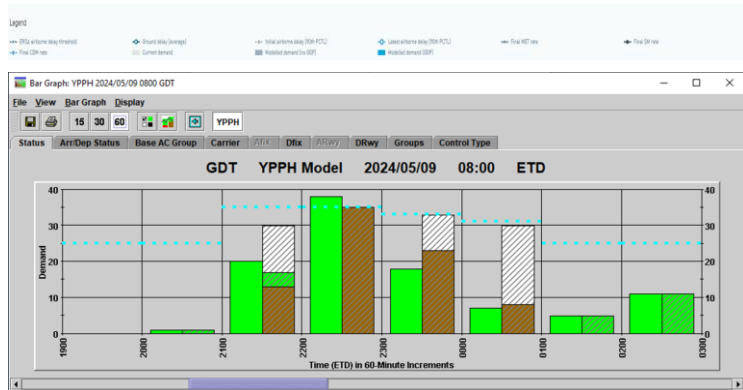 Legend
ERSA airborne delay threshold
Ground delay (average)
Initial airborne delay (90th PCTL)
Latest airborne delay (90th PCTL)
Final MET rate
Final SM rate
Final CDM rate
Current demand
Modelled demand (no GDP)
Modelled demand (GDP)
Bar Graph: YPPH 2024/05/09 0800 GDT
File View Bar Graph Display
15 30 60 YPPH
Status Arr/Dep Status Base AC Group Carrier Afix Dfix ARwy DRwy Groups Control Type
GDT YPPH Model 2024/05/09 08:00 ETD
40 40
30 30
Demand
20 20
10 10
0 0
1900 2000 2100 2200 2300 0000 0100 0200 0300
Time (ETD) in 60-Minute Increments